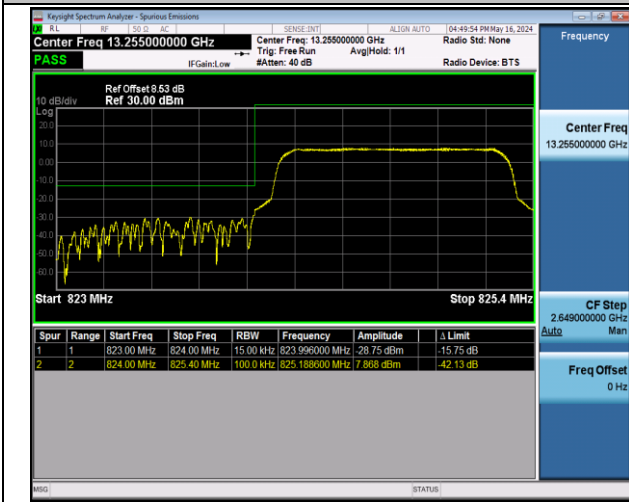 Keysight Spectrum Analyzer - Spurious Emissions
RL RF 50 Ω AC SENSE:INT ALIGN AUTO 04:49:54 PM May 16, 2024
Center Freq 13.255000000 GHz Center Freq: 13.255000000 GHz Radio Std: None Frequency
Trig: Free Run Avg|Hold: 1/1
PASS IFGain:Low #Atten: 40 dB Radio Device: BTS
Ref Offset 8.53 dB
10 dB/div Ref 30.00 dBm
Log
20.0
10.0
0.00
-10.0
-20.0
-30.0
-40.0
-50.0
-60.0
Center Freq
13.255000000 GHz
Start 823 MHz Stop 825.4 MHz
CF Step
2.649000000 GHz
Auto Man
Spur Range Start Freq Stop Freq RBW Frequency Amplitude Δ Limit
1 1 823.00 MHz 824.00 MHz 15.00 kHz 823.996000 MHz -28.75 dBm -15.75 dB
2 2 824.00 MHz 825.40 MHz 100.0 kHz 825.188600 MHz 7.868 dBm -42.13 dB
Freq Offset
0 Hz
MSG STATUS